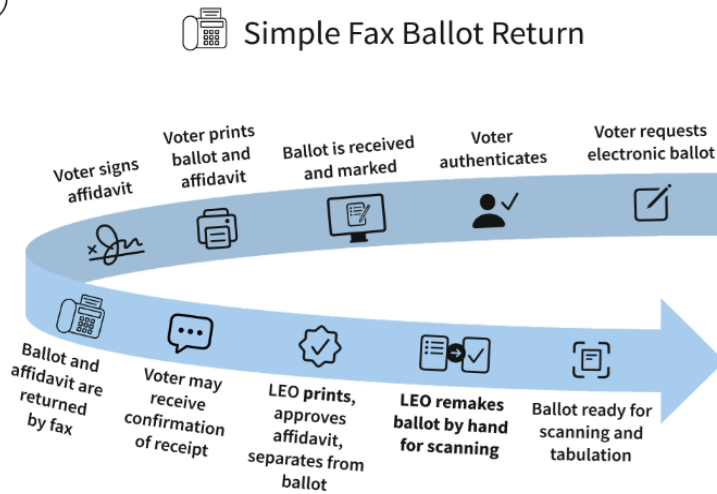 Simple Fax Ballot Return
Voter signs
affidavit
Voter prints
ballot and
affidavit
Ballot is received
and marked
Voter
authenticates
Voter requests
electronic ballot
Ballot and
affidavit are
returned
by fax
Voter may
receive
confirmation
of receipt
LEO prints,
approves
affidavit,
separates from
ballot
LEO remakes
ballot by hand
for scanning
Ballot ready for
scanning and
tabulation